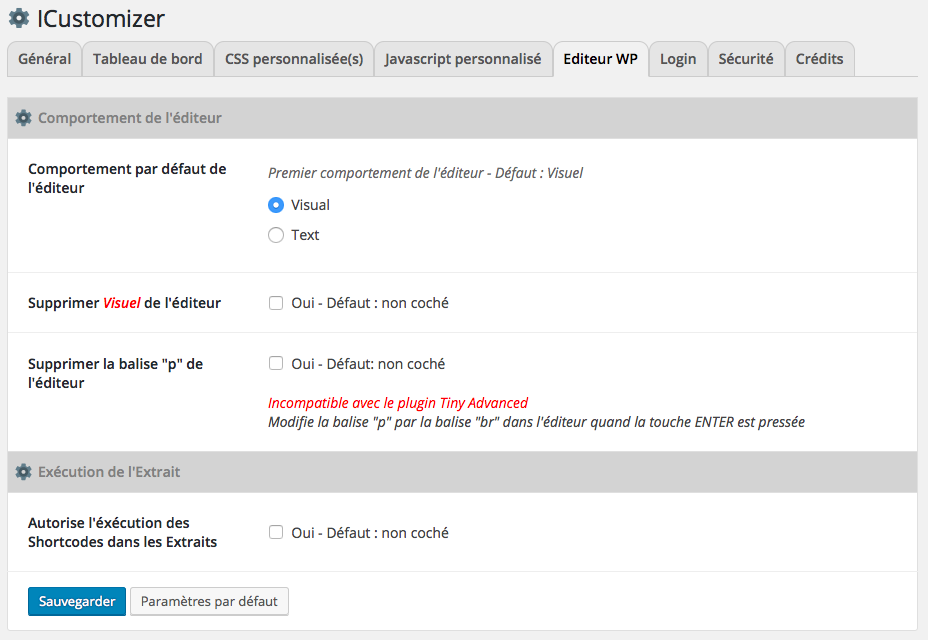 ICustomizer
Général Tableau de bord CSS personnalisée(s) Javascript personnalisé Editeur WP Login Sécurité Crédits
Comportement de l'éditeur
Comportement par défaut de
l'éditeur
Premier comportement de l'éditeur - Défaut : Visuel
Visual
Text
Supprimer Visuel de l'éditeur
Oui - Défaut : non coché
Supprimer la balise "p" de
l'éditeur
Oui - Défaut: non coché
Incompatible avec le plugin Tiny Advanced
Modifie la balise "p" par la balise "br" dans l'éditeur quand la touche ENTER est pressée
Exécution de l'Extrait
Autorise l'éxécution des
Shortcodes dans les Extraits
Oui - Défaut : non coché
Sauvegarder Paramètres par défaut